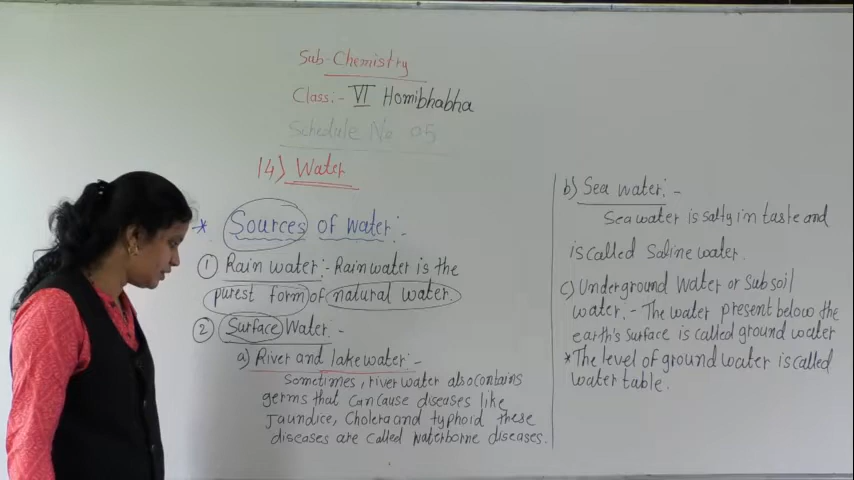 Sub-Chemistry
Class:- VI Homibhabha
Schedule No 05
14) Water
* Sources of water:-
1 Rain water:- Rain water is the
purest form of natural water.
2 Surface Water:-
a) River and lake water:-
Sometimes, river water also contains
germs that can cause diseases like
Jaundice, Cholera and typhoid these
diseases are called waterborne diseases.
b) Sea water:-
Sea water is salty in taste and
is called Saline water.
c) Underground Water or Subsoil
water:- The water present below the
earth's surface is called ground water
* The level of ground water is called
water table.